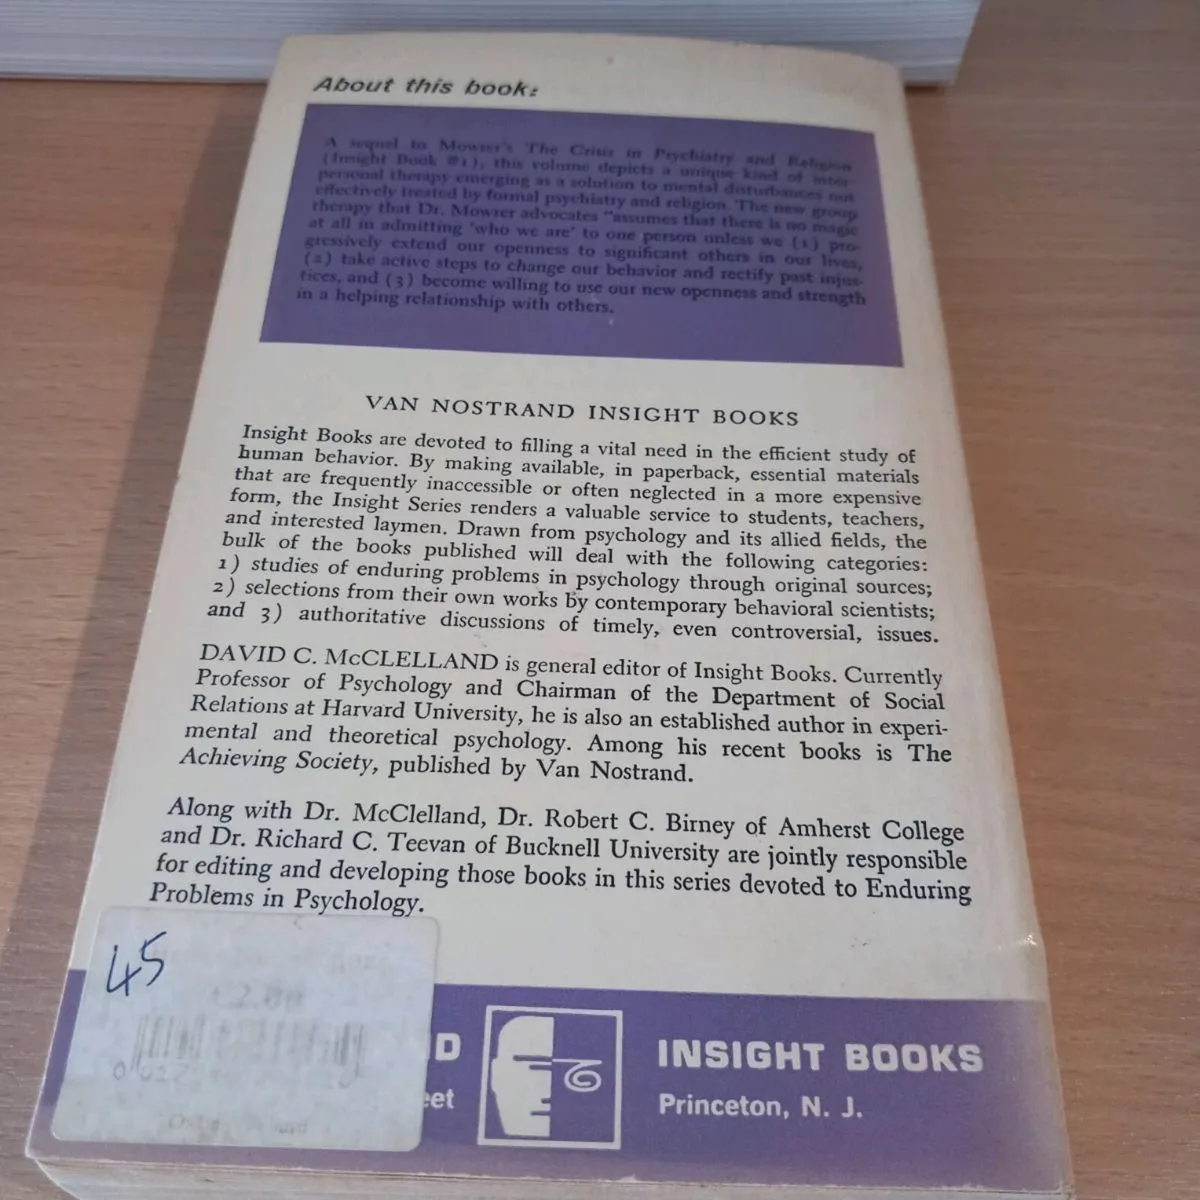 About this book:
A sequel to Mowrer's The Crisis in Psychiatry and Religion
(Insight Book #1), this volume depicts a unique kind of inter-
personal therapy emerging as a solution to mental disturbances not
effectively treated by formal psychiatry and religion. The new group
therapy that Dr. Mowrer advocates "assumes that there is no magic
at all in admitting 'who we are' to one person unless we (1) pro-
gressively extend our openness to significant others in our lives,
(2) take active steps to change our behavior and rectify past injus-
tices, and (3) become willing to use our new openness and strength
in a helping relationship with others.
VAN NOSTRAND INSIGHT BOOKS
Insight Books are devoted to filling a vital need in the efficient study of
human behavior. By making available, in paperback, essential materials
that are frequently inaccessible or often neglected in a more expensive
form, the Insight Series renders a valuable service to students, teachers,
and interested laymen. Drawn from psychology and its allied fields, the
bulk of the books published will deal with the following categories:
1) studies of enduring problems in psychology through original sources;
2) selections from their own works by contemporary behavioral scientists;
and 3) authoritative discussions of timely, even controversial, issues.
DAVID C. McCLELLAND is general editor of Insight Books. Currently
Professor of Psychology and Chairman of the Department of Social
Relations at Harvard University, he is also an established author in experi-
mental and theoretical psychology. Among his recent books is The
Achieving Society, published by Van Nostrand.
Along with Dr. McClelland, Dr. Robert C. Birney of Amherst College
and Dr. Richard C. Teevan of Bucknell University are jointly responsible
for editing and developing those books in this series devoted to Enduring
Problems in Psychology.
45
D
eet
INSIGHT BOOKS
Princeton, N. J.